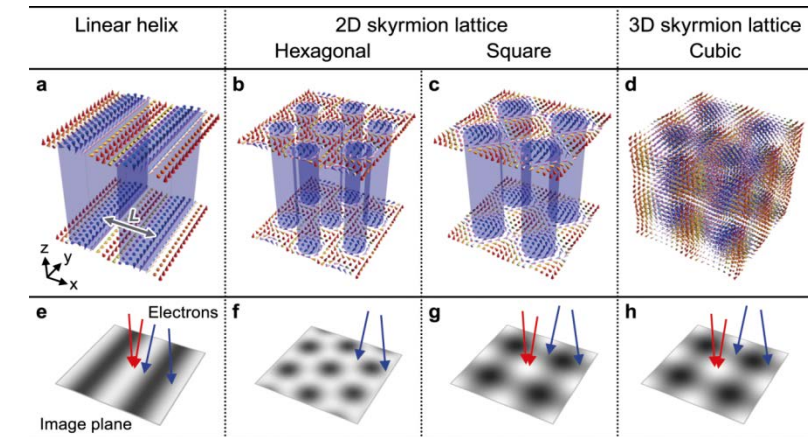 Linear helix
2D skyrmion lattice
3D skyrmion lattice
Hexagonal
Square
Cubic
a
b
c
d
L
z
y
x
e
Electrons
f
g
h
Image plane